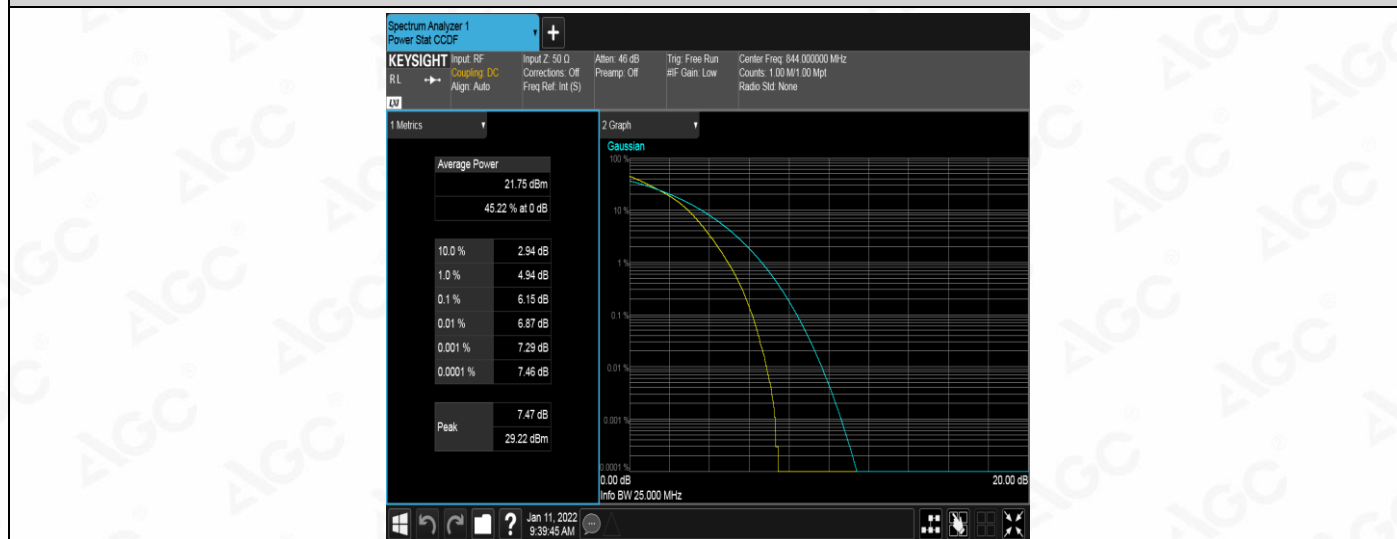 Spectrum Analyzer 1
Power Stat CCDF
+
KEYSIGHT
RL
LXI
Input: RF
Coupling: DC
Align: Auto
Input Z: 50 Ω
Corrections: Off
Freq Ref: Int (S)
Atten: 46 dB
Preamp: Off
Trig: Free Run
#IF Gain: Low
Center Freq: 844.000000 MHz
Counts: 1.00 M/1.00 Mpt
Radio Std: None
1 Metrics
Average Power
21.75 dBm
45.22 % at 0 dB
10.0 % 2.94 dB
1.0 % 4.94 dB
0.1 % 6.15 dB
0.01 % 6.87 dB
0.001 % 7.29 dB
0.0001 % 7.46 dB
Peak
7.47 dB
29.22 dBm
2 Graph
Gaussian
100 %
10 %
1 %
0.1 %
0.01 %
0.001 %
0.0001 %
0.00 dB 20.00 dB
Info BW 25.000 MHz
?
Jan 11, 2022
9:39:45 AM
AGC